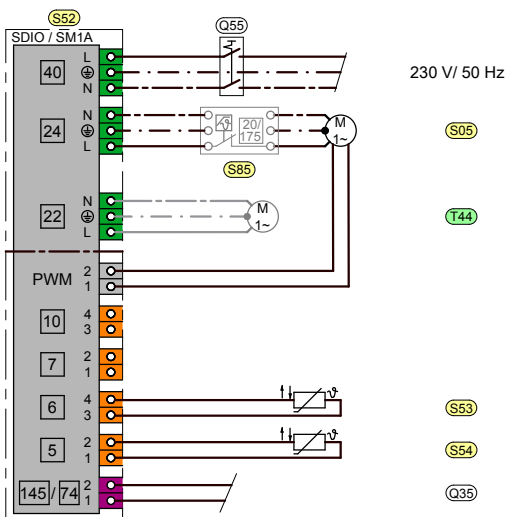 S52
SDIO / SM1A
Q55
40
L
N
230 V/ 50 Hz
24
N
L
ϑ
20/
175
M
1~
S05
S85
22
N
L
M
1~
T44
PWM
2
1
10
4
3
7
2
1
6
4
3
ϑ
S53
5
2
1
ϑ
S54
145/ 74
2
1
Q35